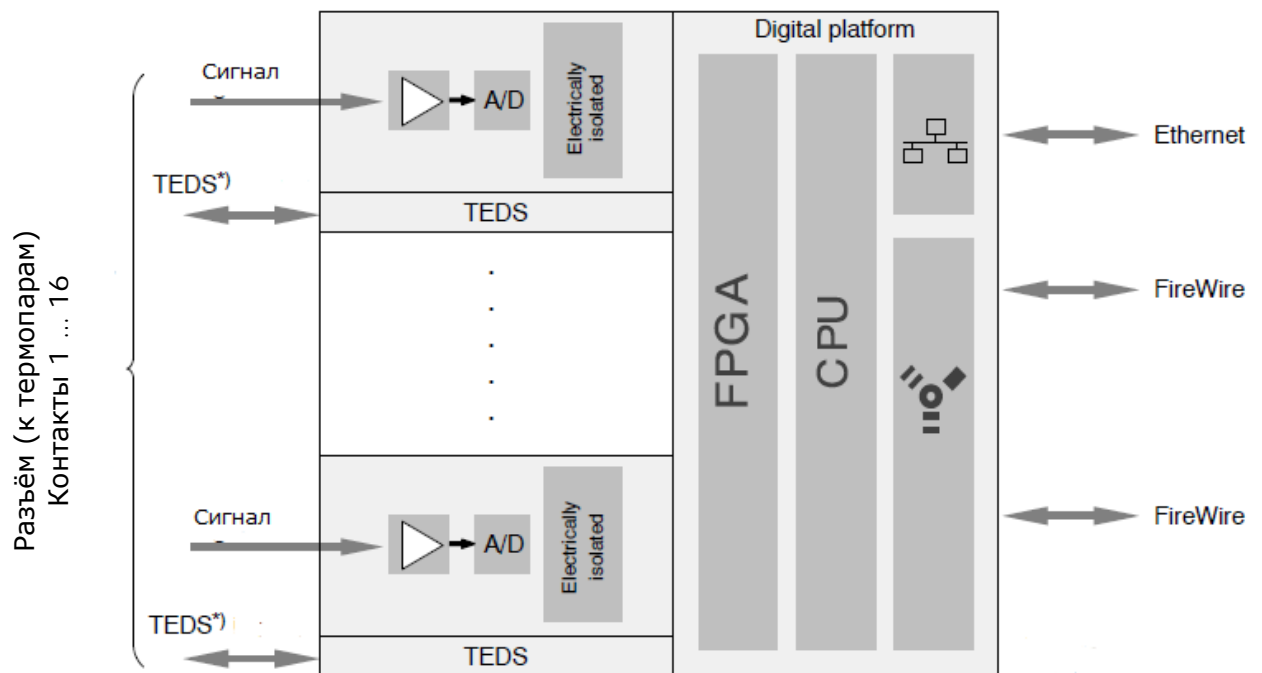 Digital platform
Сигнал
A/D
Electrically
isolated
Ethernet
TEDS*)
TEDS
Разъём (к термопарам)
Контакты 1 ... 16
.
.
.
.
.
FPGA
CPU
FireWire
Сигнал
A/D
Electrically
isolated
FireWire
TEDS*)
TEDS